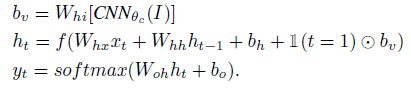 b_v = W_{hi}[CNN_{θ_c}(I)]
h_t = f(W_{hx}x_t + W_{hh}h_{t−1} + b_h + 𝟙(t = 1) ⊙ b_v)
y_t = softmax(W_{oh}h_t + b_o).